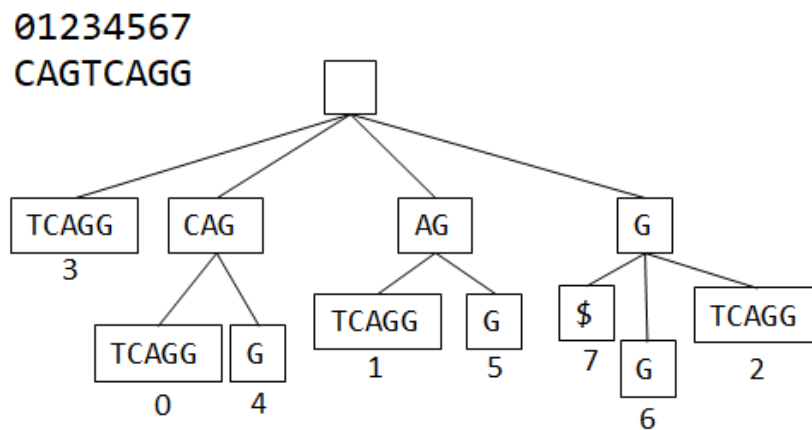 01234567
CAGTCAGG
TCAGG CAG AG G
3
TCAGG G TCAGG G $ TCAGG
0 4 1 5 7 G 2
6